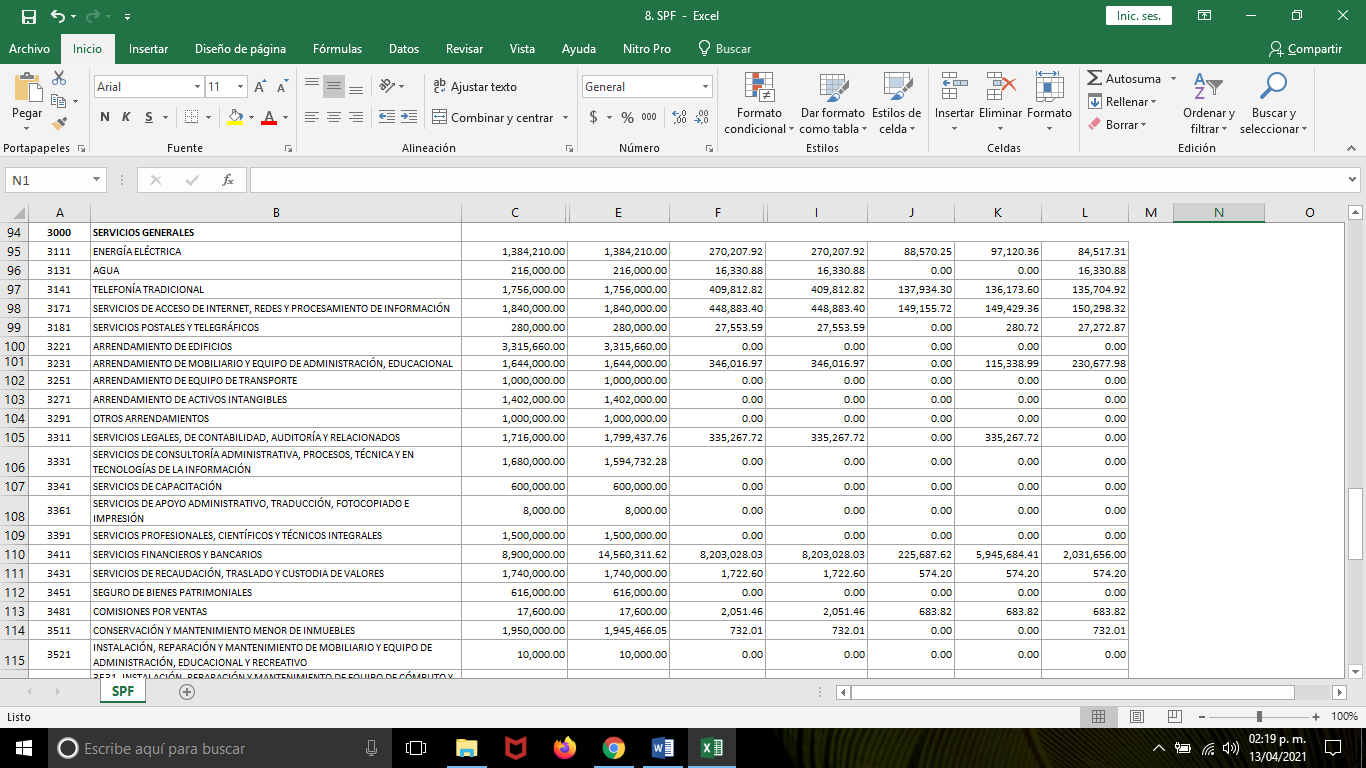 8. SPF - Excel
Inic. ses.
Archivo Inicio Insertar Diseño de página Fórmulas Datos Revisar Vista Ayuda Nitro Pro Buscar Compartir
Arial 11 Ajustar texto General Autosuma
Pegar Formato Dar formato Estilos de Insertar Eliminar Formato Rellenar Ordenar y Buscar y
N K S Combinar y centrar $ % 000 condicional como tabla celda Borrar filtrar seleccionar
Portapapeles Fuente Alineación Número Estilos Celdas Edición
N1 fx
A B C E F I J K L M N O
94 3000 SERVICIOS GENERALES
95 3111 ENERGÍA ELÉCTRICA 1,384,210.00 1,384,210.00 270,207.92 270,207.92 88,570.25 97,120.36 84,517.31
96 3131 AGUA 216,000.00 216,000.00 16,330.88 16,330.88 0.00 0.00 16,330.88
97 3141 TELEFONÍA TRADICIONAL 1,756,000.00 1,756,000.00 409,812.82 409,812.82 137,934.30 136,173.60 135,704.92
98 3171 SERVICIOS DE ACCESO DE INTERNET, REDES Y PROCESAMIENTO DE INFORMACIÓN 1,840,000.00 1,840,000.00 448,883.40 448,883.40 149,155.72 149,429.36 150,298.32
99 3181 SERVICIOS POSTALES Y TELEGRÁFICOS 280,000.00 280,000.00 27,553.59 27,553.59 0.00 280.72 27,272.87
100 3221 ARRENDAMIENTO DE EDIFICIOS 3,315,660.00 3,315,660.00 0.00 0.00 0.00 0.00 0.00
101 3231 ARRENDAMIENTO DE MOBILIARIO Y EQUIPO DE ADMINISTRACIÓN, EDUCACIONAL 1,644,000.00 1,644,000.00 346,016.97 346,016.97 0.00 115,338.99 230,677.98
102 3251 ARRENDAMIENTO DE EQUIPO DE TRANSPORTE 1,000,000.00 1,000,000.00 0.00 0.00 0.00 0.00 0.00
103 3271 ARRENDAMIENTO DE ACTIVOS INTANGIBLES 1,402,000.00 1,402,000.00 0.00 0.00 0.00 0.00 0.00
104 3291 OTROS ARRENDAMIENTOS 1,000,000.00 1,000,000.00 0.00 0.00 0.00 0.00 0.00
105 3311 SERVICIOS LEGALES, DE CONTABILIDAD, AUDITORÍA Y RELACIONADOS 1,716,000.00 1,799,437.76 335,267.72 335,267.72 0.00 335,267.72 0.00
106 3331 SERVICIOS DE CONSULTORÍA ADMINISTRATIVA, PROCESOS, TÉCNICA Y EN
TECNOLOGÍAS DE LA INFORMACIÓN 1,680,000.00 1,594,732.28 0.00 0.00 0.00 0.00 0.00
107 3341 SERVICIOS DE CAPACITACIÓN 600,000.00 600,000.00 0.00 0.00 0.00 0.00 0.00
108 3361 SERVICIOS DE APOYO ADMINISTRATIVO, TRADUCCIÓN, FOTOCOPIADO E
IMPRESIÓN 8,000.00 8,000.00 0.00 0.00 0.00 0.00 0.00
109 3391 SERVICIOS PROFESIONALES, CIENTÍFICOS Y TÉCNICOS INTEGRALES 1,500,000.00 1,500,000.00 0.00 0.00 0.00 0.00 0.00
110 3411 SERVICIOS FINANCIEROS Y BANCARIOS 8,900,000.00 14,560,311.62 8,203,028.03 8,203,028.03 225,687.62 5,945,684.41 2,031,656.00
111 3431 SERVICIOS DE RECAUDACIÓN, TRASLADO Y CUSTODIA DE VALORES 1,740,000.00 1,740,000.00 1,722.60 1,722.60 574.20 574.20 574.20
112 3451 SEGURO DE BIENES PATRIMONIALES 616,000.00 616,000.00 0.00 0.00 0.00 0.00 0.00
113 3481 COMISIONES POR VENTAS 17,600.00 17,600.00 2,051.46 2,051.46 683.82 683.82 683.82
114 3511 CONSERVACIÓN Y MANTENIMIENTO MENOR DE INMUEBLES 1,950,000.00 1,945,466.05 732.01 732.01 0.00 0.00 732.01
115 3521 INSTALACIÓN, REPARACIÓN Y MANTENIMIENTO DE MOBILIARIO Y EQUIPO DE
ADMINISTRACIÓN, EDUCACIONAL Y RECREATIVO 10,000.00 10,000.00 0.00 0.00 0.00 0.00 0.00
3531, INSTALACIÓN, REPARACIÓN Y MANTENIMIENTO DE EQUIPO DE CÓMPUTO Y
SPF
Listo 100%
Escribe aquí para buscar
02:19 p. m.
13/04/2021